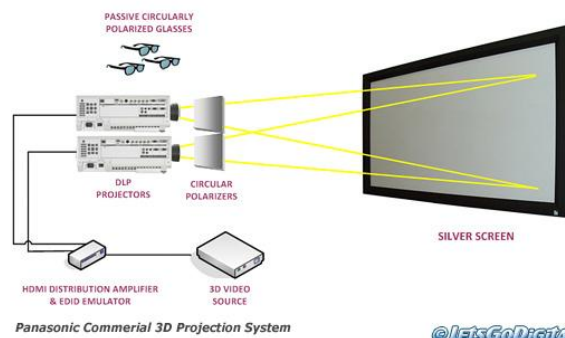 PASSIVE CIRCULARLY
POLARIZED GLASSES
DLP
PROJECTORS
CIRCULAR
POLARIZERS
SILVER SCREEN
HDMI DISTRIBUTION AMPLIFIER
& EDID EMULATOR
3D VIDEO
SOURCE
Panasonic Commerial 3D Projection System
©LetsGoDigital